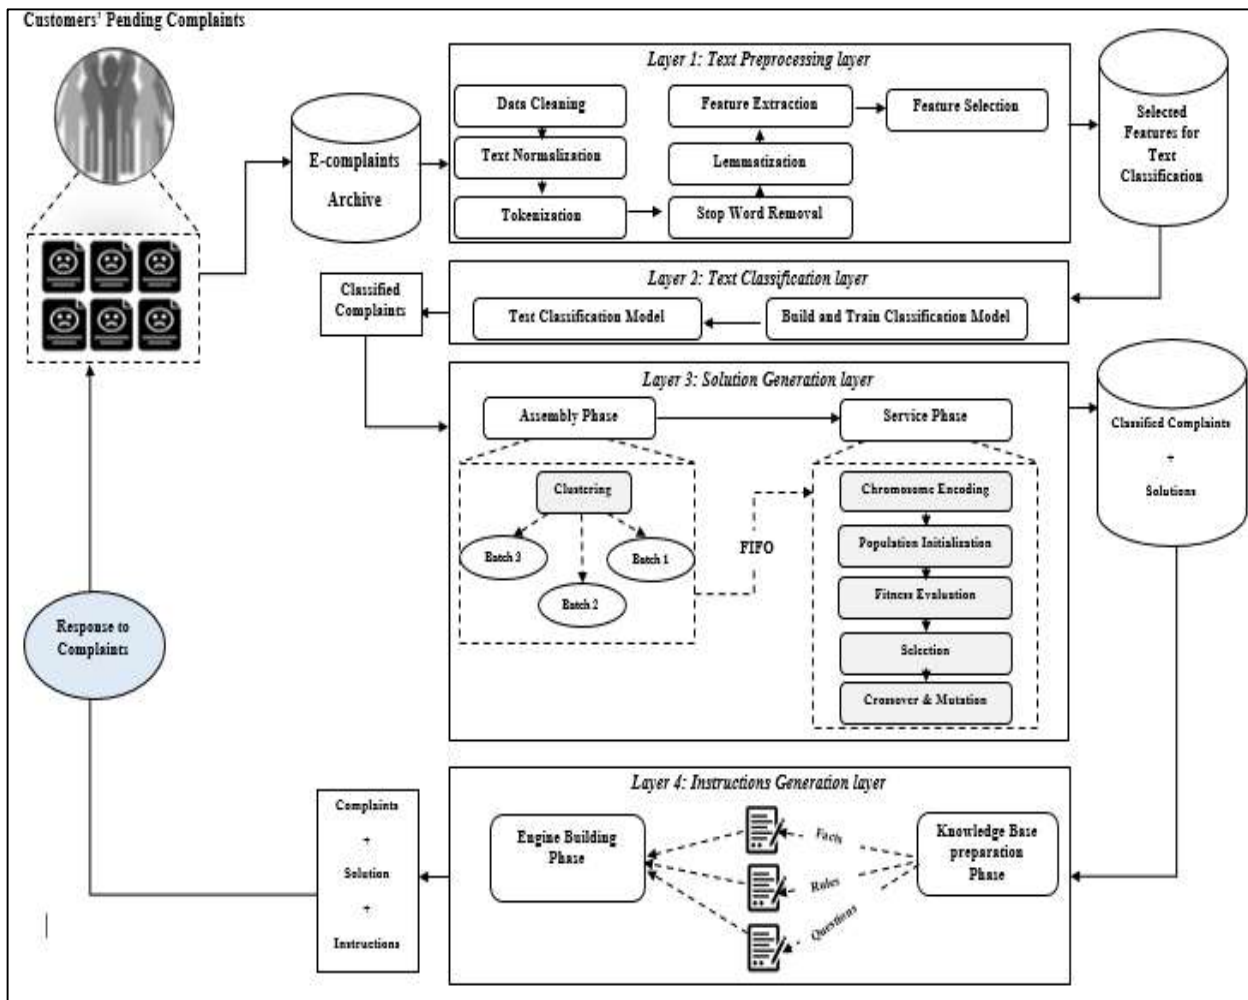 Customers' Pending Complaints
E-complaints
Archive
Layer 1: Text Preprocessing layer
Data Cleaning
Text Normalization
Tokenization
Feature Extraction
Lemmatization
Stop Word Removal
Feature Selection
Selected
Features for
Text
Classification
Layer 2: Text Classification layer
Test Classification Model
Build and Train Classification Model
Classified
Complaints
Layer 3: Solution Generation layer
Assembly Phase
Service Phase
Clustering
Batch 3
Batch 2
Batch 1
FIFO
Chromosome Encoding
Population Initialization
Fitness Evaluation
Selection
Crossover & Mutation
Classified Complaints
+
Solutions
Layer 4: Instructions Generation layer
Engine Building
Phase
Facts
Rules
Questions
Knowledge Base
preparation
Phase
Complaints
+
Solution
+
Instructions
Response to
Complaints